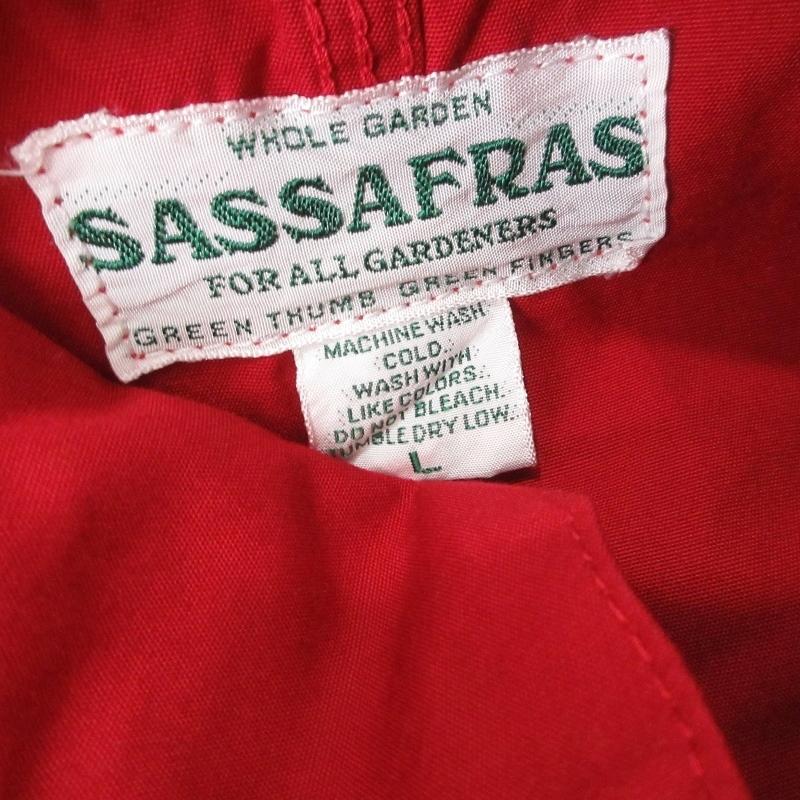 WHOLE GARDEN
SASSAFRAS
FOR ALL GARDENERS
GREEN THUMB GREEN FINGERS
MACHINE WASH
COLD.
WASH WITH
LIKE COLORS.
DO NOT BLEACH.
TUMBLE DRY LOW.
L